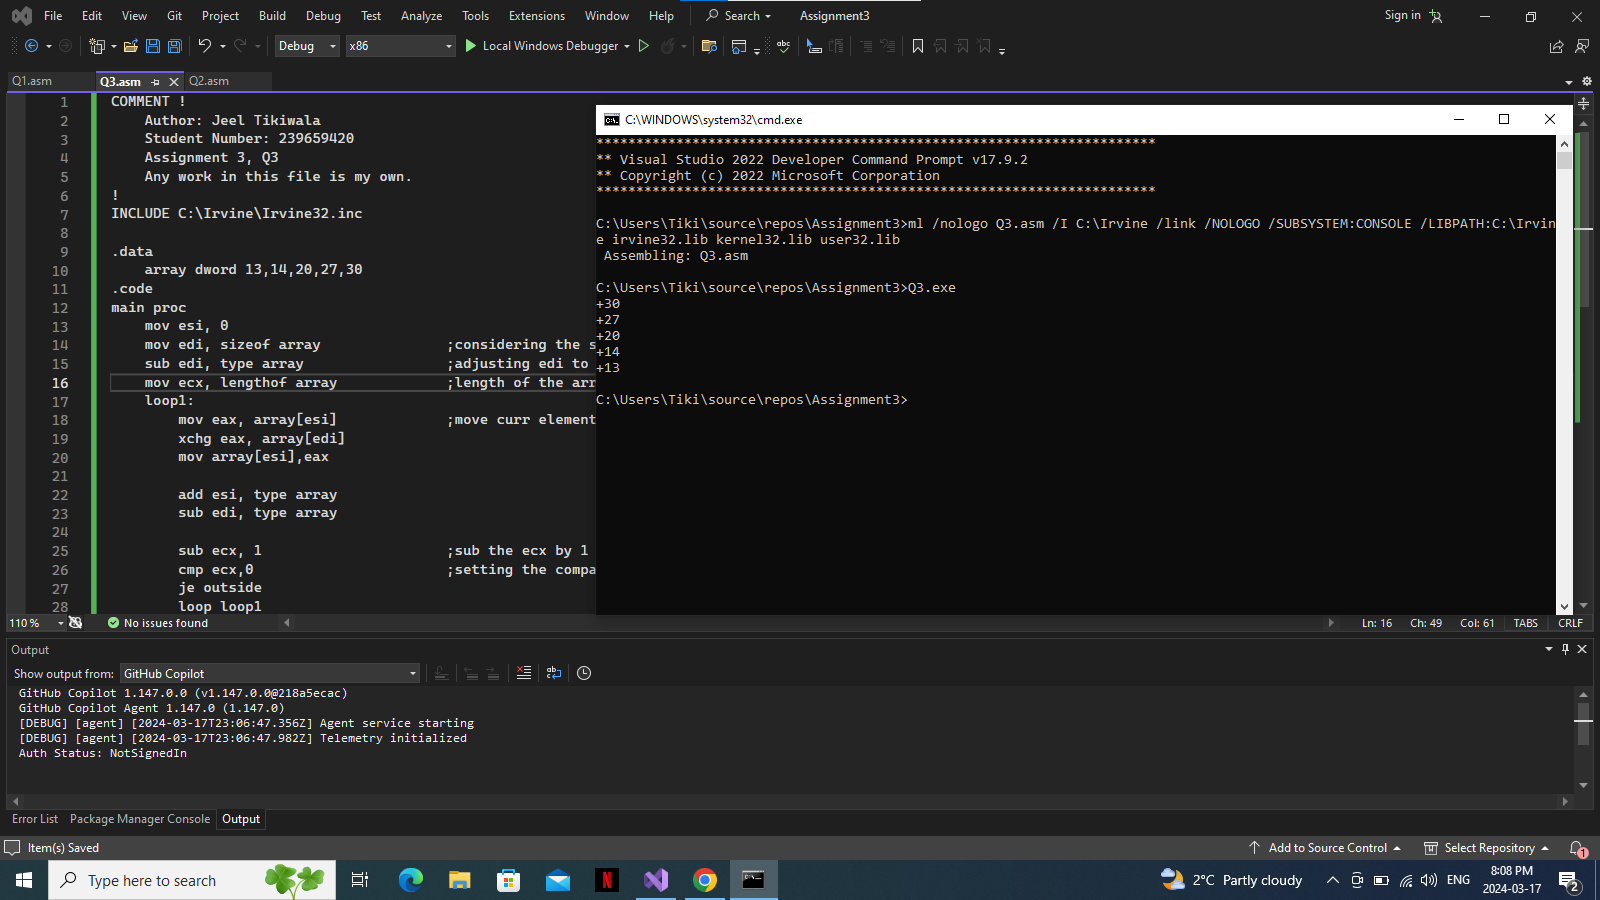 File Edit View Git Project Build Debug Test Analyze Tools Extensions Window Help Search Assignment3 Sign in
Debug x86 Local Windows Debugger
Q1.asm Q3.asm Q2.asm
1 COMMENT !
2 Author: Jeel Tikiwala
3 Student Number: 239659420
4 Assignment 3, Q3
5 Any work in this file is my own.
6 !
7 INCLUDE C:\Irvine\Irvine32.inc
8
9 .data
10 array dword 13,14,20,27,30
11 .code
12 main proc
13 mov esi, 0
14 mov edi, sizeof array ;considering the s
15 sub edi, type array ;adjusting edi to
16 mov ecx, lengthof array ;length of the arr
17 loop1:
18 mov eax, array[esi] ;move curr element
19 xchg eax, array[edi]
20 mov array[esi],eax
21
22 add esi, type array
23 sub edi, type array
24
25 sub ecx, 1 ;sub the ecx by 1
26 cmp ecx,0 ;setting the compa
27 je outside
28 loop loop1
C:\WINDOWS\system32\cmd.exe
**********************************************************************
** Visual Studio 2022 Developer Command Prompt v17.9.2
** Copyright (c) 2022 Microsoft Corporation
**********************************************************************
C:\Users\Tiki\source\repos\Assignment3>ml /nologo Q3.asm /I C:\Irvine /link /NOLOGO /SUBSYSTEM:CONSOLE /LIBPATH:C:\Irvin
e irvine32.lib kernel32.lib user32.lib
Assembling: Q3.asm
C:\Users\Tiki\source\repos\Assignment3>Q3.exe
+30
+27
+20
+14
+13
C:\Users\Tiki\source\repos\Assignment3>
110 % No issues found Ln: 16 Ch: 49 Col: 61 TABS CRLF
Output
Show output from: GitHub Copilot
GitHub Copilot 1.147.0.0 (v1.147.0.0@218a5ecac)
GitHub Copilot Agent 1.147.0 (1.147.0)
[DEBUG] [agent] [2024-03-17T23:06:47.356Z] Agent service starting
[DEBUG] [agent] [2024-03-17T23:06:47.982Z] Telemetry initialized
Auth Status: NotSignedIn
Error List Package Manager Console Output
Item(s) Saved Add to Source Control Select Repository 1
Type here to search 2°C Partly cloudy ENG 8:08 PM
2024-03-17 2